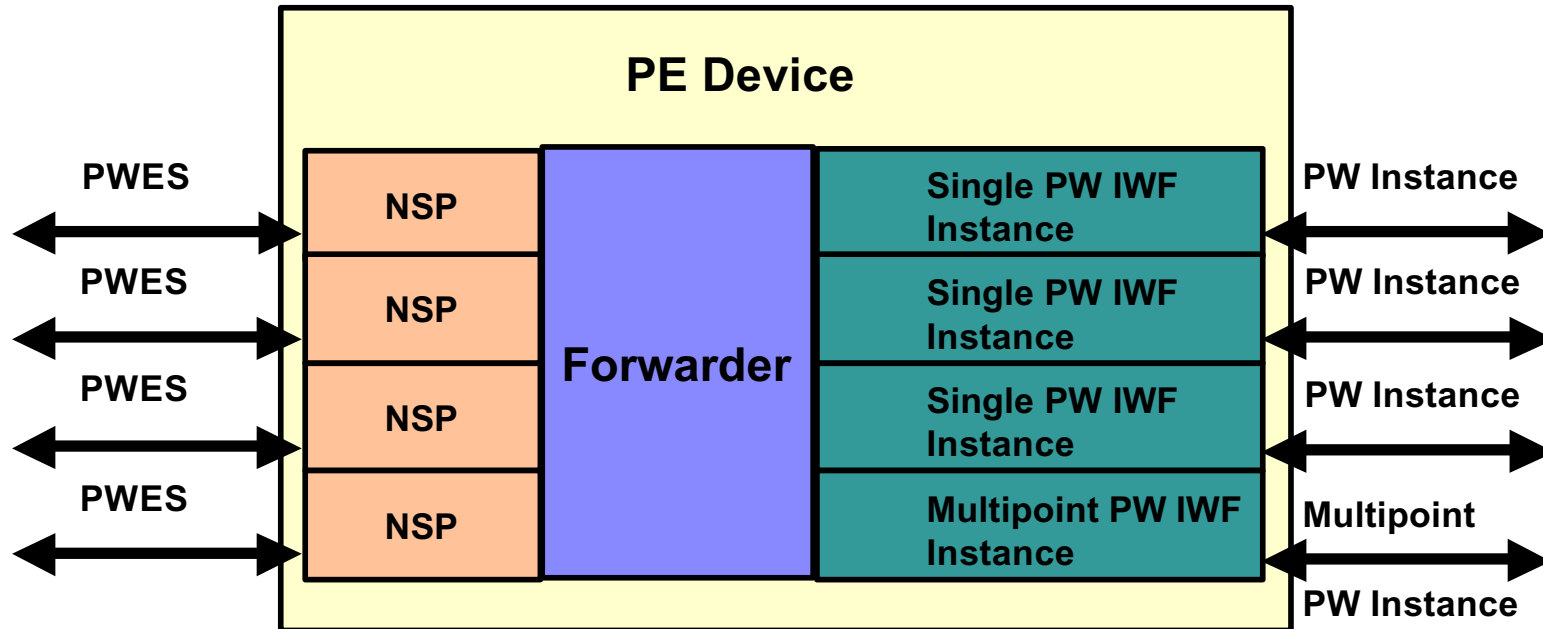 PE Device
PWES
NSP
Single PW IWF
Instance
PW Instance
PWES
NSP
Single PW IWF
Instance
PW Instance
Forwarder
PWES
NSP
Single PW IWF
Instance
PW Instance
PWES
NSP
Multipoint PW IWF
Instance
Multipoint
PW Instance